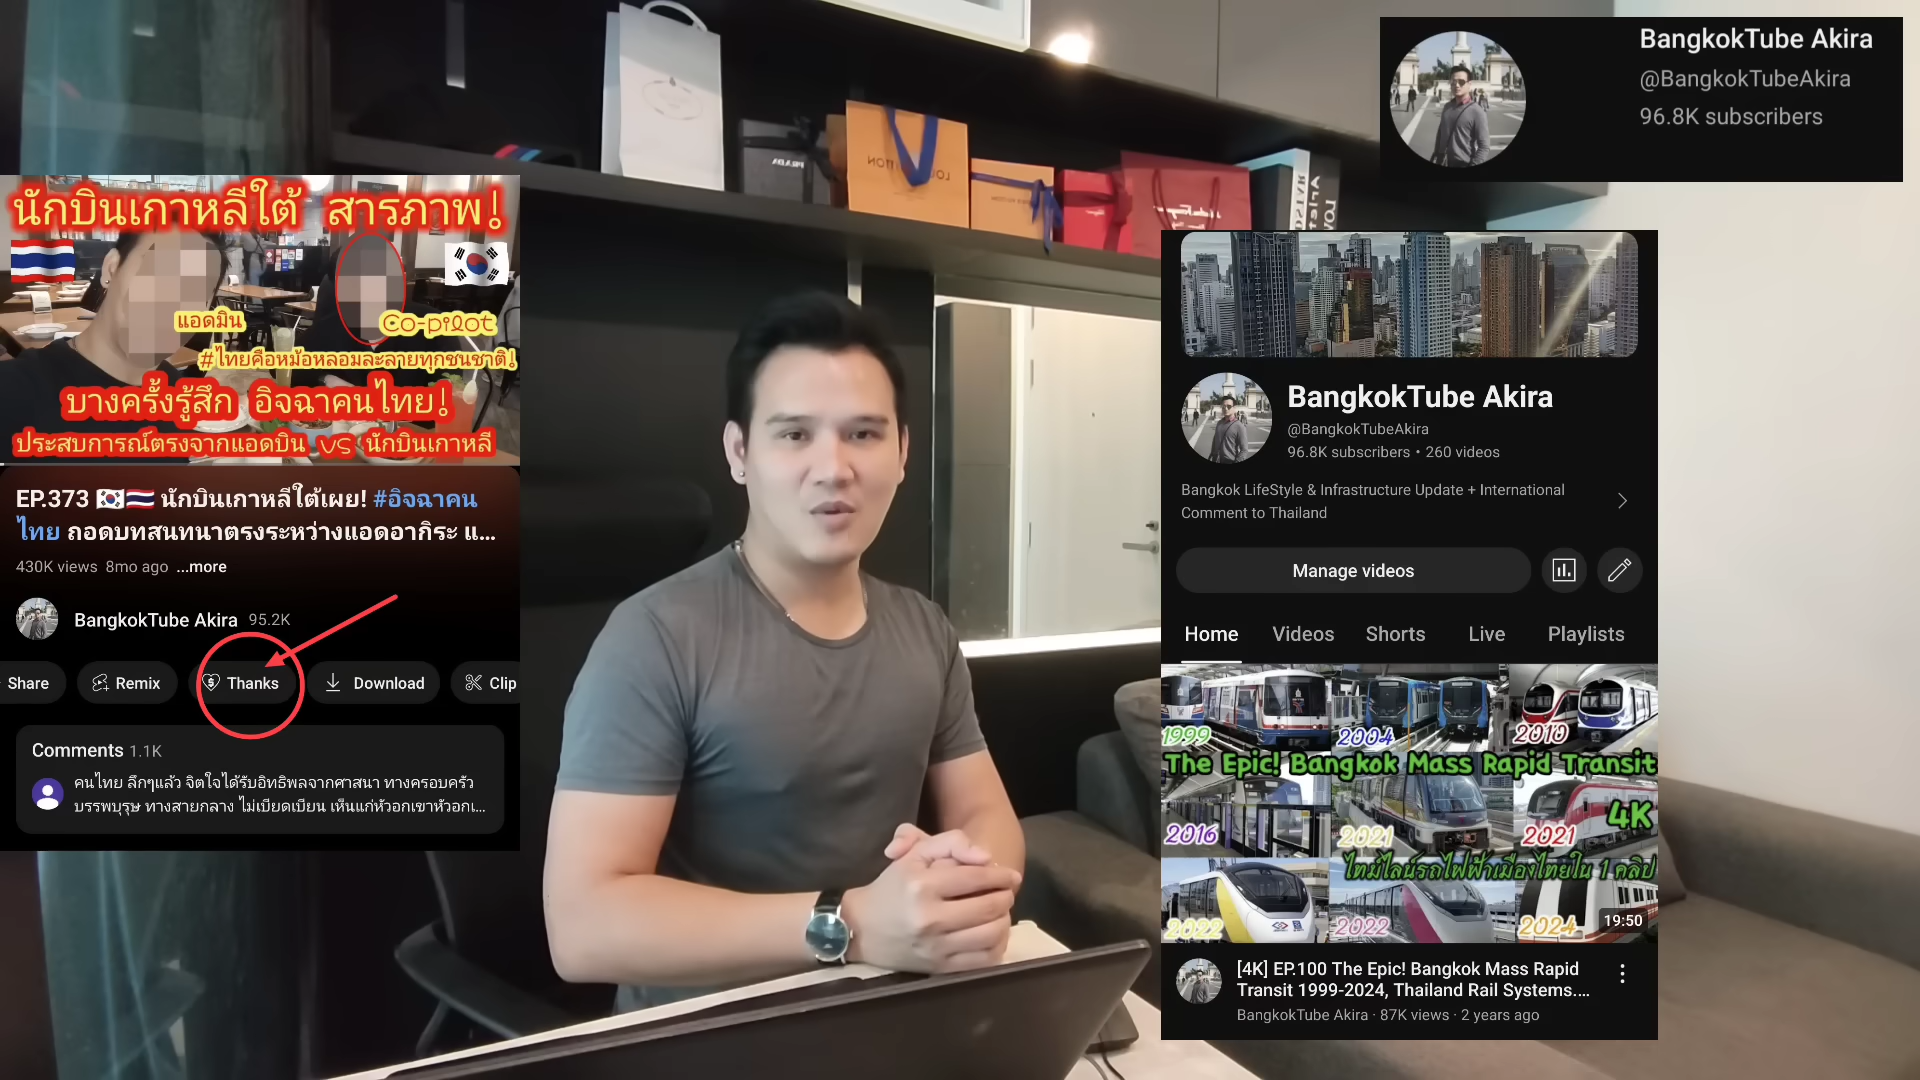 BangkokTube Akira
@BangkokTubeAkira
96.8K subscribers
PRADA
LOUIS VUITTON
นักบินเกาหลีใต้ สารภาพ!
แอดมิน
Co-pilot
#ไทยคือหม้อหลอมละลายทุกชนชาติ!
บางครั้งรู้สึก อิจฉาคนไทย!
ประสบการณ์ตรงจากแอดบิน VS นักบินเกาหลี
EP.373 🇰🇷🇹🇭 นักบินเกาหลีใต้เผย! #อิจฉาคน
ไทย ถอดบทสนทนาตรงระหว่างแอดอากิระ แ...
430K views 8mo ago ...more
BangkokTube Akira 95.2K
Share
Remix
Thanks
Download
Clip
Comments 1.1K
คนไทย ลึกๆแล้ว จิตใจได้รับอิทธิพลจากศาสนา ทางครอบครัว
บรรพบุรุษ ทางสายกลาง ไม่เบียดเบียน เห็นแก่หัวอกเขาหัวอกเ...
BangkokTube Akira
@BangkokTubeAkira
96.8K subscribers • 260 videos
Bangkok LifeStyle & Infrastructure Update + International
Comment to Thailand
Manage videos
Home Videos Shorts Live Playlists
1999 2004 2010
The Epic! Bangkok Mass Rapid Transit
4K
2016 2021 2021
ไทม์ไลน์รถไฟฟ้าเมืองไทยใน 1 คลิป
2022 2022 2024
19:50
[4K] EP.100 The Epic! Bangkok Mass Rapid
Transit 1999-2024, Thailand Rail Systems....
BangkokTube Akira · 87K views · 2 years ago